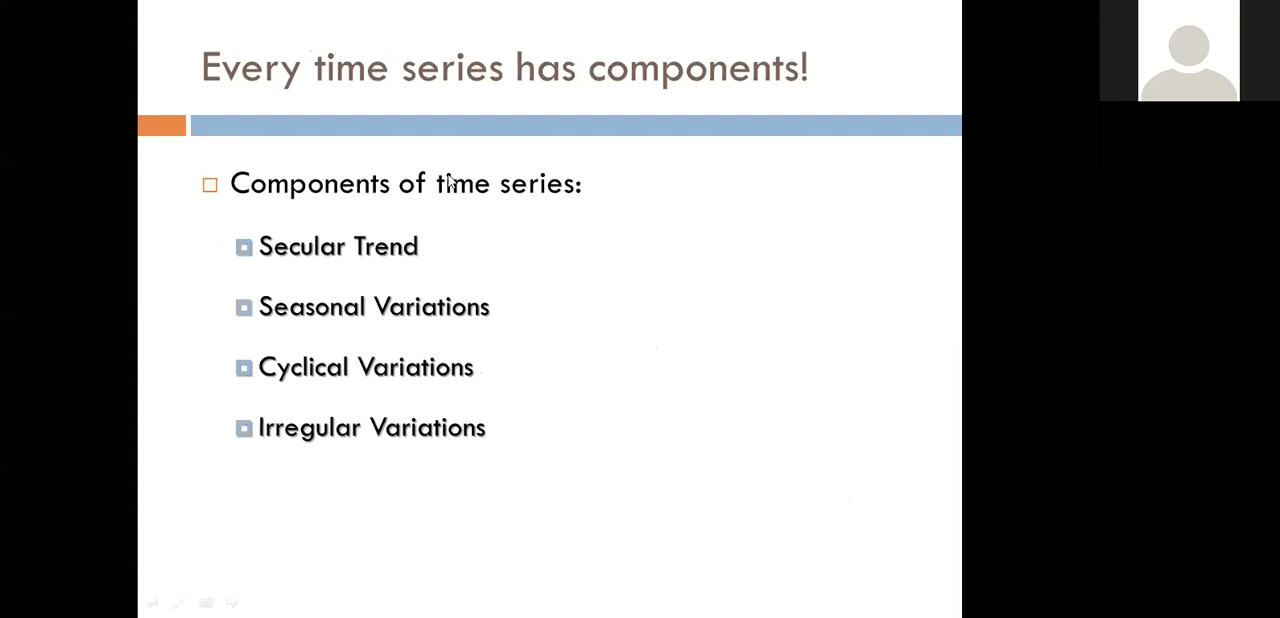 Every time series has components!
Components of time series:
Secular Trend
Seasonal Variations
Cyclical Variations
Irregular Variations